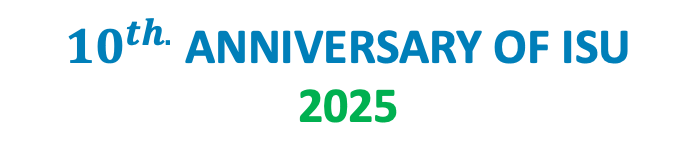 10th. ANNIVERSARY OF ISU
2025